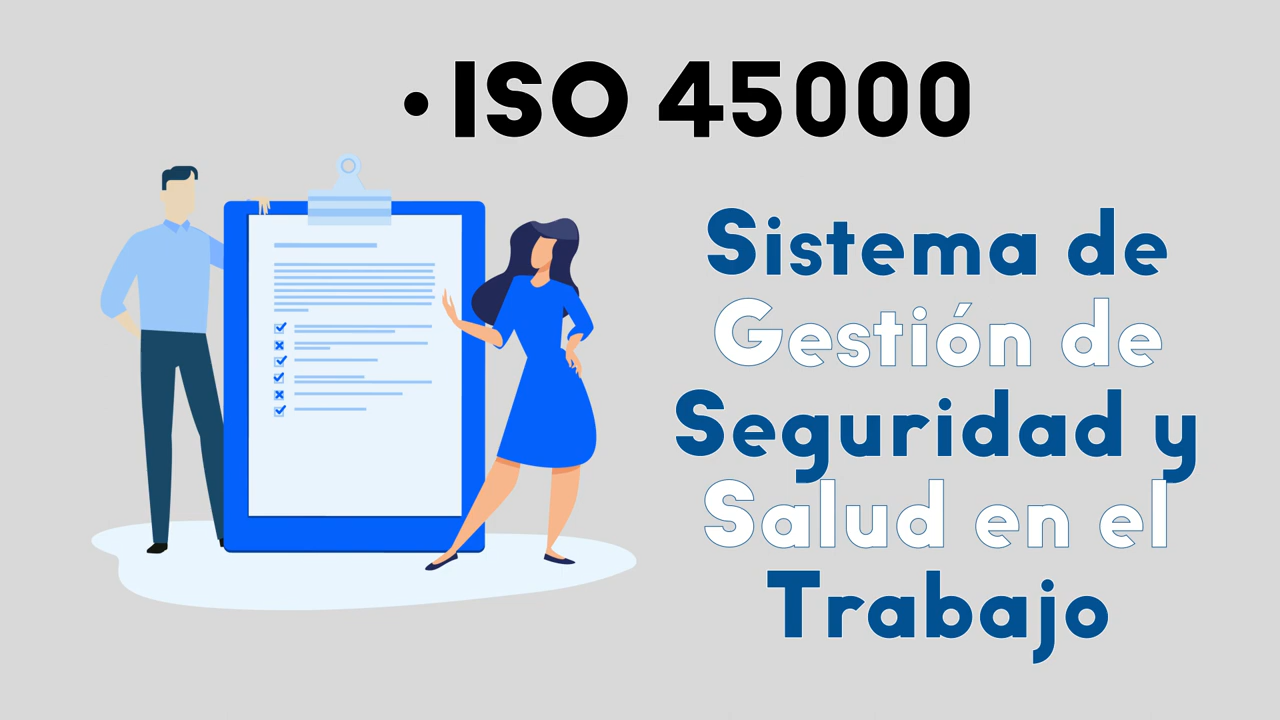 • ISO 45000
Sistema de
Gestión de
Seguridad y
Salud en el
Trabajo